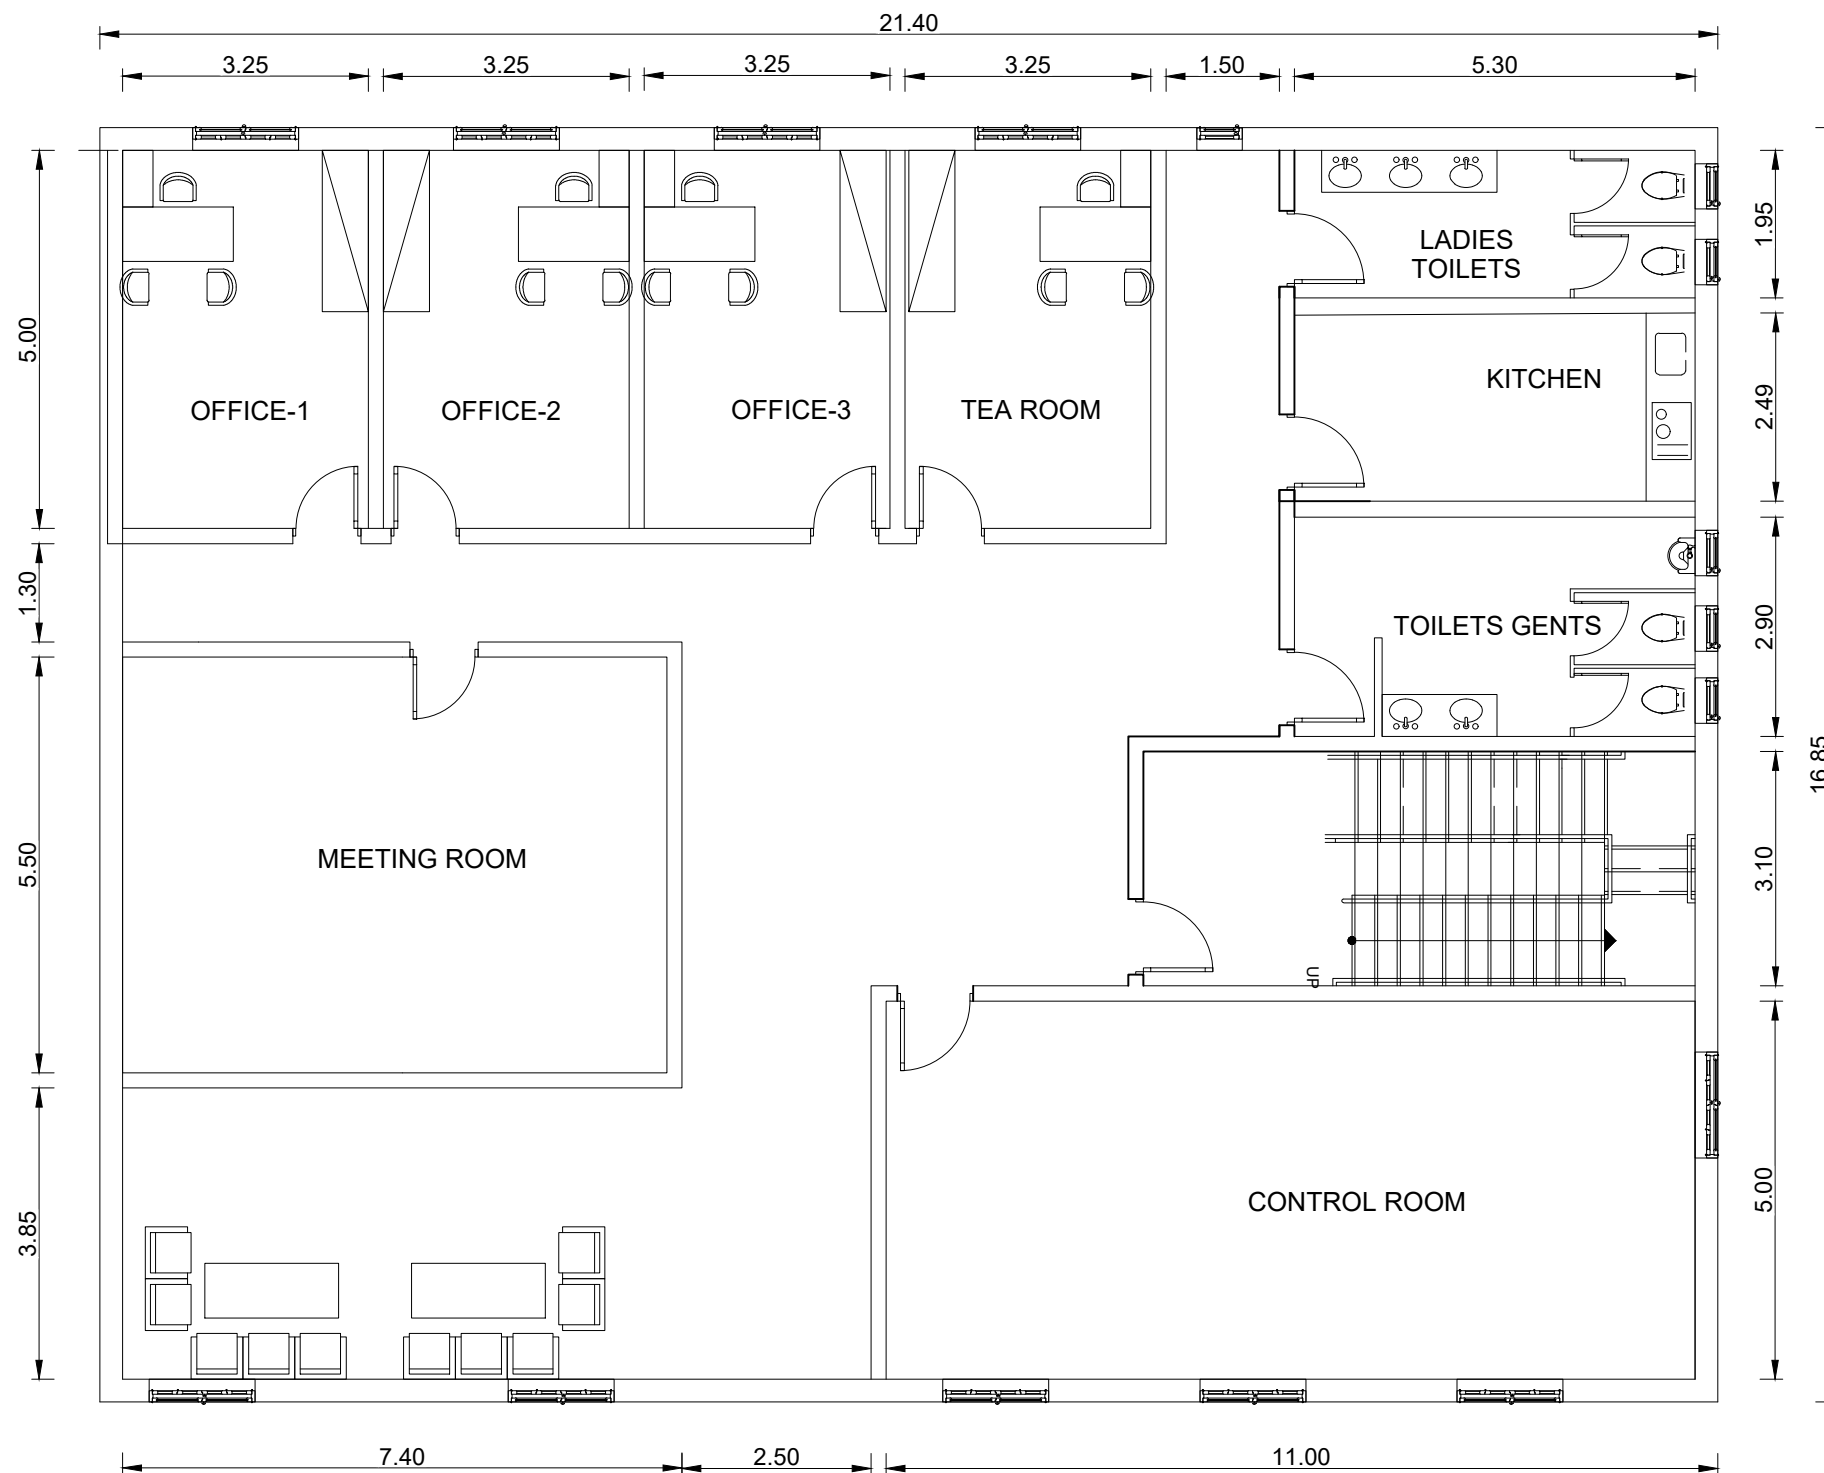 21.40
3.25
3.25
3.25
3.25
1.50
5.30
5.00
1.30
5.50
3.85
OFFICE-1
OFFICE-2
OFFICE-3
TEA ROOM
LADIES
TOILETS
KITCHEN
TOILETS GENTS
MEETING ROOM
UP
CONTROL ROOM
1.95
2.49
2.90
3.10
5.00
16.85
7.40
2.50
11.00